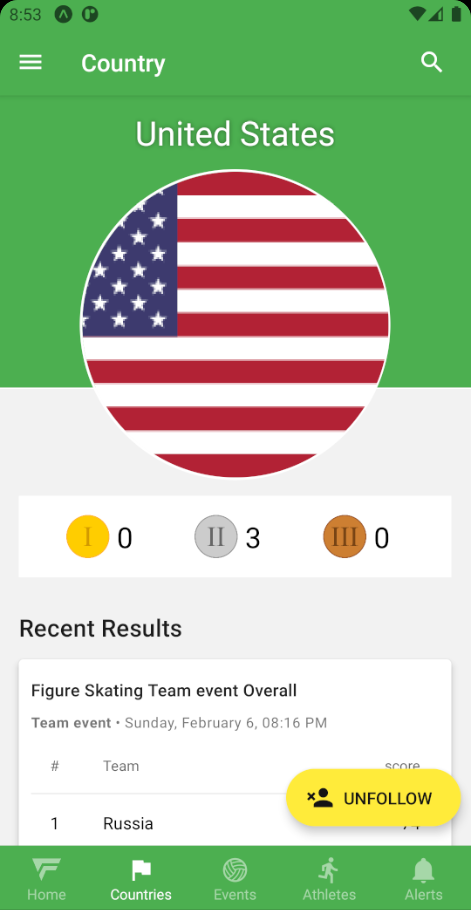 8:53
Country
United States
I 0 II 3 III 0
Recent Results
Figure Skating Team event Overall
Team event • Sunday, February 6, 08:16 PM
# Team score
1 Russia
UNFOLLOW
Home Countries Events Athletes Alerts